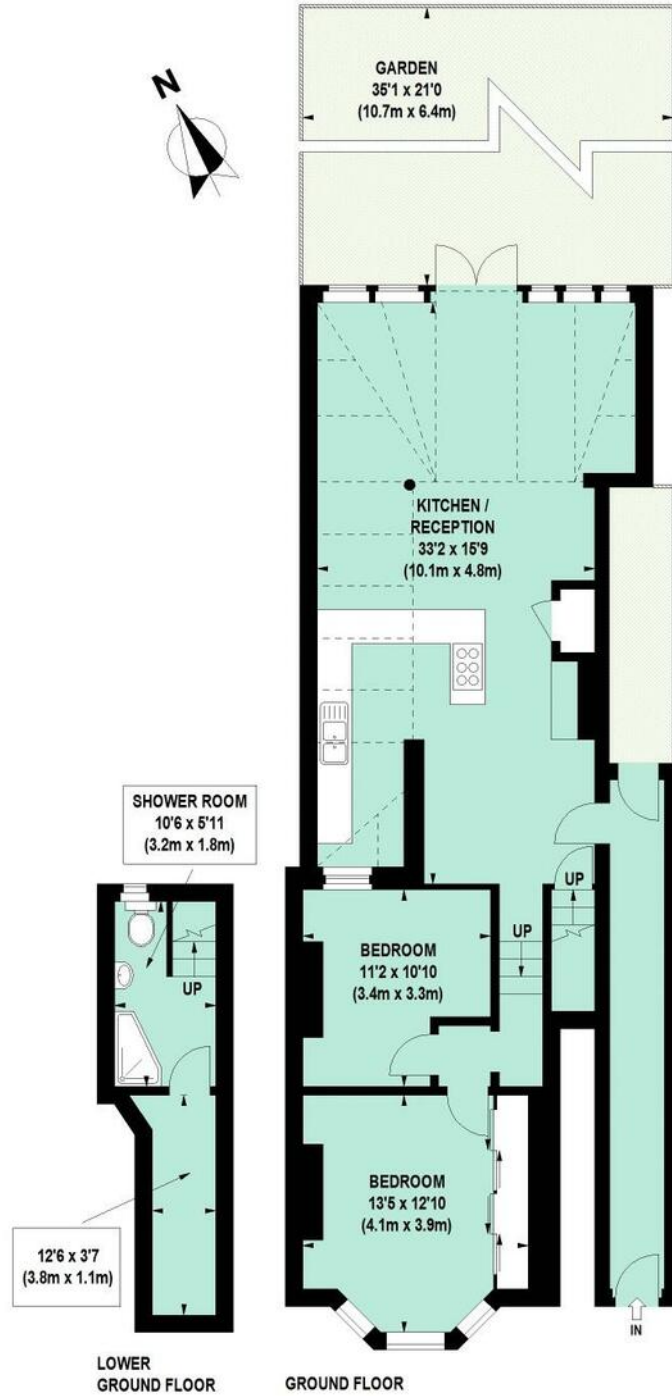 N
GARDEN
35'1 x 21'0
(10.7m x 6.4m)
KITCHEN /
RECEPTION
33'2 x 15'9
(10.1m x 4.8m)
SHOWER ROOM
10'6 x 5'11
(3.2m x 1.8m)
UP
UP
UP
BEDROOM
11'2 x 10'10
(3.4m x 3.3m)
BEDROOM
13'5 x 12'10
(4.1m x 3.9m)
12'6 x 3'7
(3.8m x 1.1m)
IN
LOWER
GROUND FLOOR
GROUND FLOOR